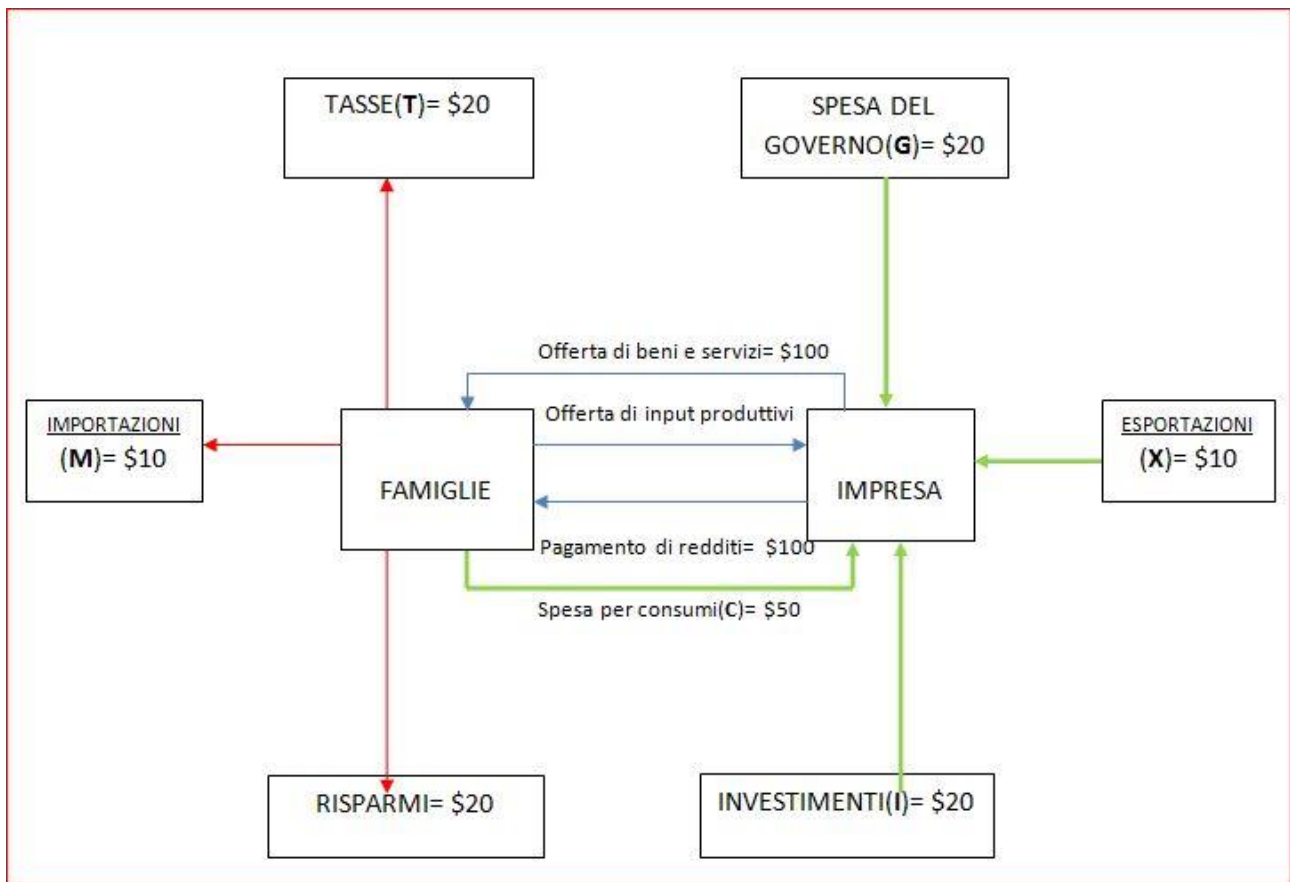 TASSE(T)= $20
SPESA DEL
GOVERNO(G)= $20
Offerta di beni e servizi= $100
IMPORTAZIONI
(M)= $10
Offerta di input produttivi
ESPORTAZIONI
(X)= $10
FAMIGLIE
IMPRESA
Pagamento di redditi= $100
Spesa per consumi(C)= $50
RISPARMI= $20
INVESTIMENTI(I)= $20